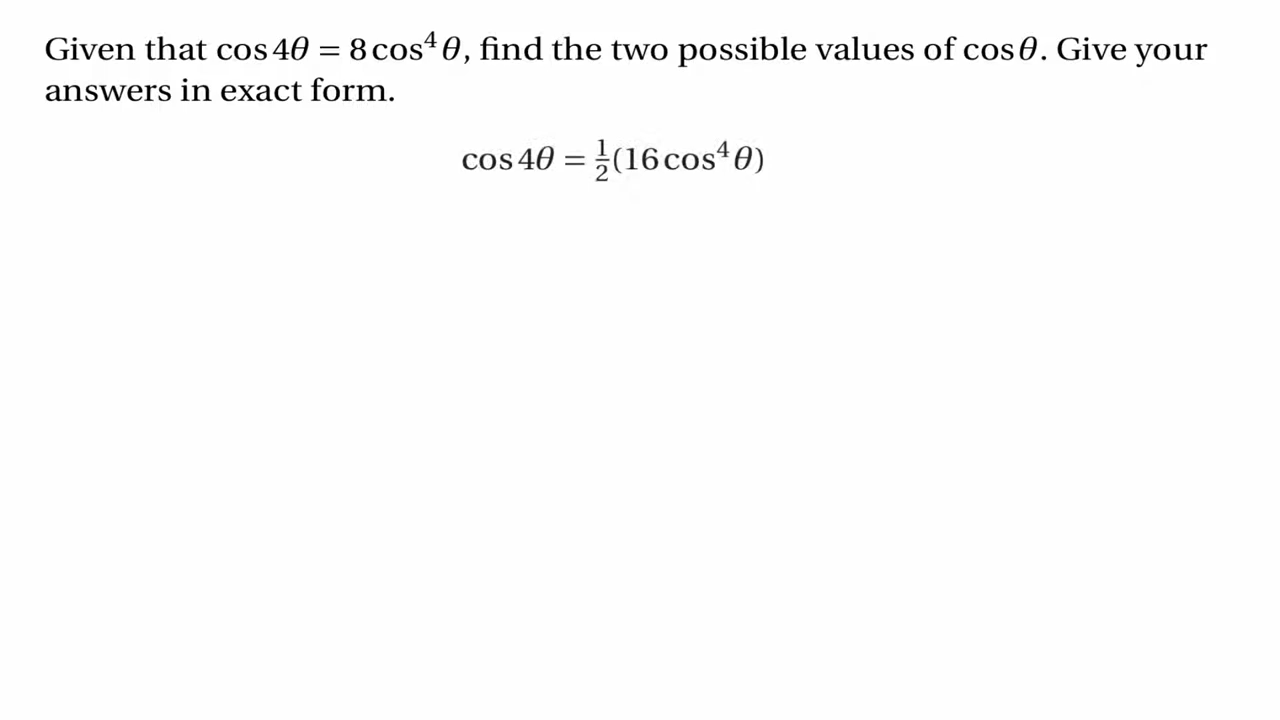 Given that cos 4θ = 8 cos⁴ θ, find the two possible values of cos θ. Give your
answers in exact form.
cos 4θ = ½(16 cos⁴ θ)